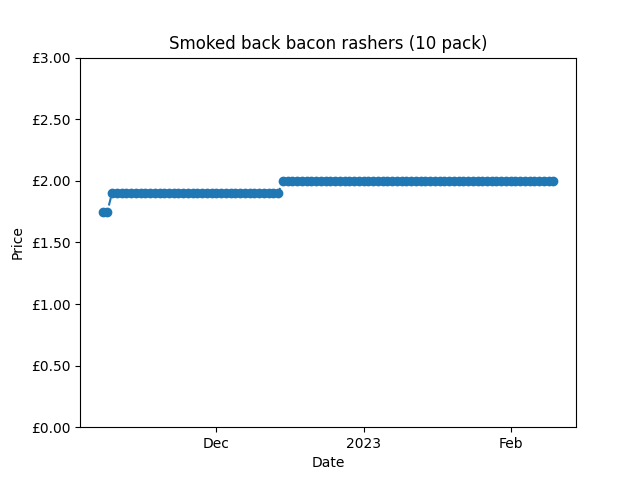 Smoked back bacon rashers (10 pack)
£3.00
£2.50
£2.00
£1.50
£1.00
£0.50
£0.00
Price
Dec
2023
Feb
Date